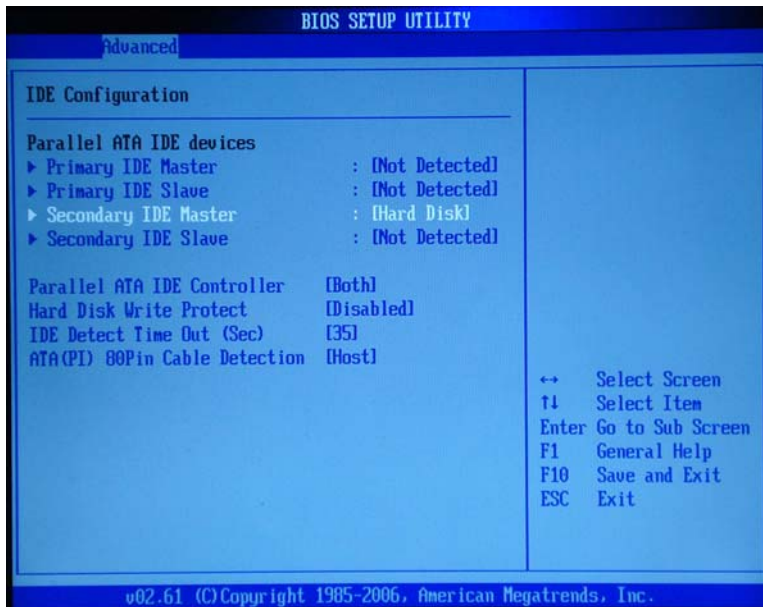 BIOS SETUP UTILITY
Advanced
IDE Configuration
Parallel ATA IDE devices
▶ Primary IDE Master : [Not Detected]
▶ Primary IDE Slave : [Not Detected]
▶ Secondary IDE Master : [Hard Disk]
▶ Secondary IDE Slave : [Not Detected]
Parallel ATA IDE Controller [Both]
Hard Disk Write Protect [Disabled]
IDE Detect Time Out (Sec) [35]
ATA(PI) 80Pin Cable Detection [Host]
↔ Select Screen
↑↓ Select Item
Enter Go to Sub Screen
F1 General Help
F10 Save and Exit
ESC Exit
v02.61 (C)Copyright 1985-2006, American Megatrends, Inc.